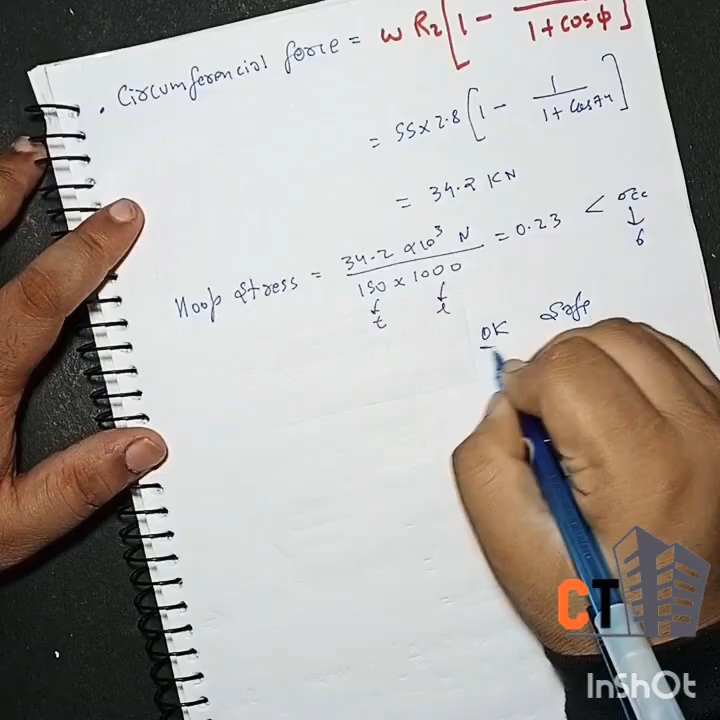 . Circumferencial force = W R2 [ 1 - 1+cosφ ]
= 55×2.8 [ 1 - 1/1+cos74 ]
= 34.2 KN
Hoop Stress = 34.2 ×10³ N / 150 × 1000 = 0.23 < σcc
↓ t ↓ l ↓ 6
OK Safe
CT
InShOt